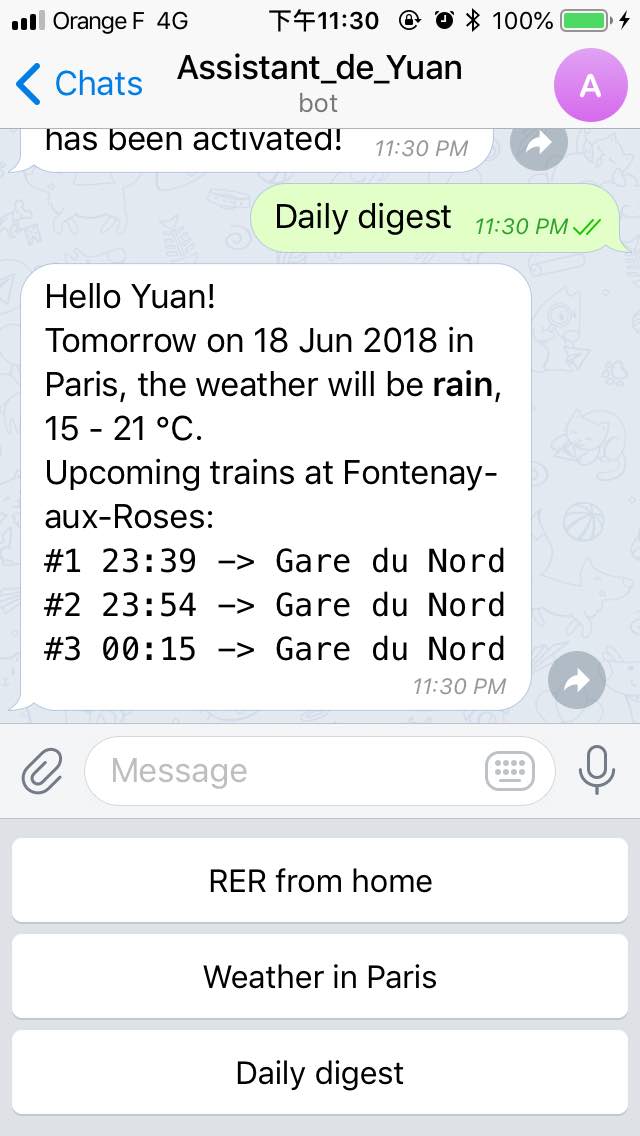 Orange F 4G 下午11:30 100%
Chats Assistant_de_Yuan A
bot
has been activated! 11:30 PM
Daily digest 11:30 PM
Hello Yuan!
Tomorrow on 18 Jun 2018 in
Paris, the weather will be rain,
15 - 21 °C.
Upcoming trains at Fontenay-
aux-Roses:
#1 23:39 —> Gare du Nord
#2 23:54 —> Gare du Nord
#3 00:15 —> Gare du Nord
11:30 PM
Message
RER from home
Weather in Paris
Daily digest